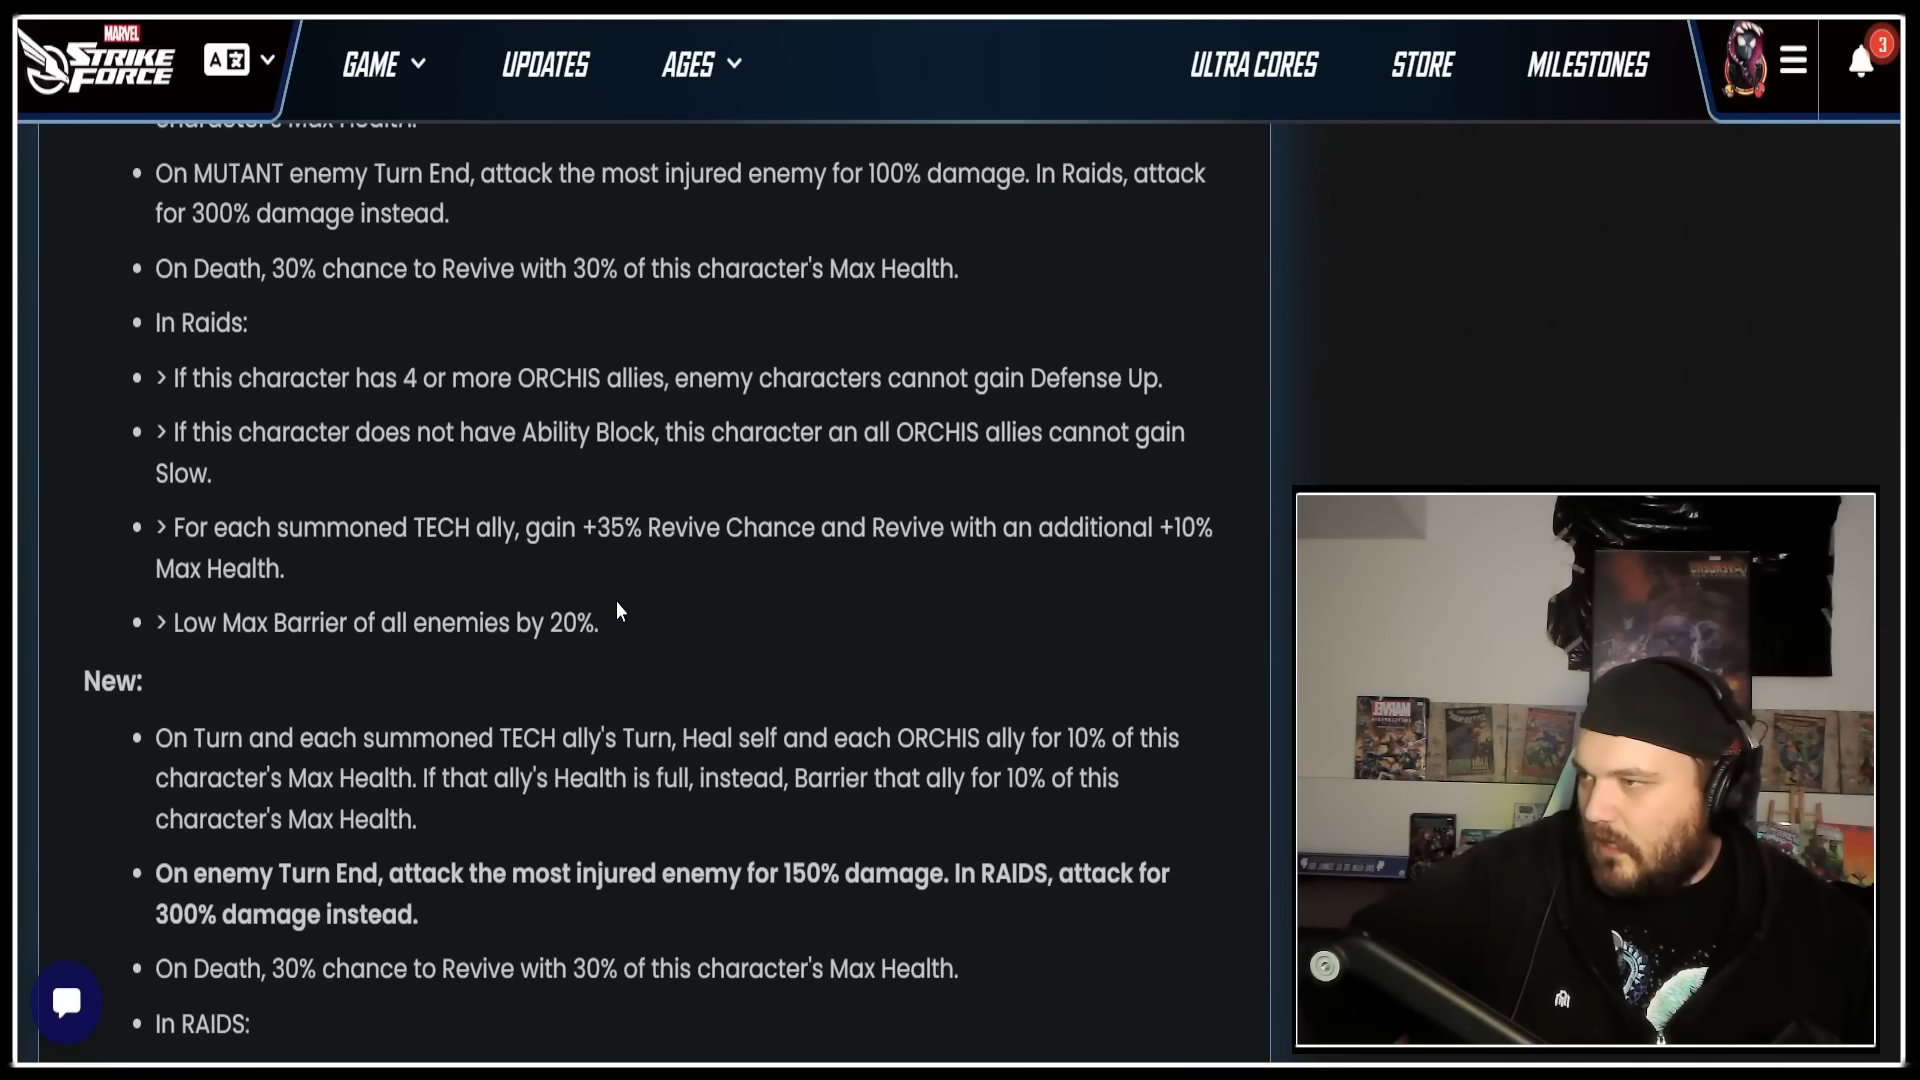 MARVEL
STRIKE
FORCE
A
GAME
UPDATES
AGES
ULTRA CORES
STORE
MILESTONES
3
character's Max Health.
• On MUTANT enemy Turn End, attack the most injured enemy for 100% damage. In Raids, attack
for 300% damage instead.
• On Death, 30% chance to Revive with 30% of this character's Max Health.
• In Raids:
• > If this character has 4 or more ORCHIS allies, enemy characters cannot gain Defense Up.
• > If this character does not have Ability Block, this character an all ORCHIS allies cannot gain
Slow.
• > For each summoned TECH ally, gain +35% Revive Chance and Revive with an additional +10%
Max Health.
• > Low Max Barrier of all enemies by 20%.
New:
• On Turn and each summoned TECH ally's Turn, Heal self and each ORCHIS ally for 10% of this
character's Max Health. If that ally's Health is full, instead, Barrier that ally for 10% of this
character's Max Health.
• On enemy Turn End, attack the most injured enemy for 150% damage. In RAIDS, attack for
300% damage instead.
• On Death, 30% chance to Revive with 30% of this character's Max Health.
• In RAIDS: